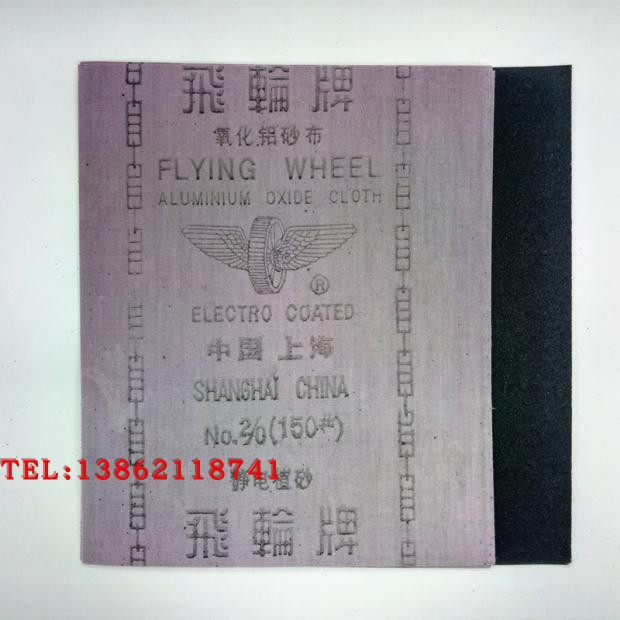 飛輪牌
氧化铝砂布
FLYING WHEEL
ALUMINIUM OXIDE CLOTH
®
ELECTRO COATED
中国上海
SHANGHAI CHINA
No.2/0(150#)
TEL:13862118741
静电植砂
飛輪牌